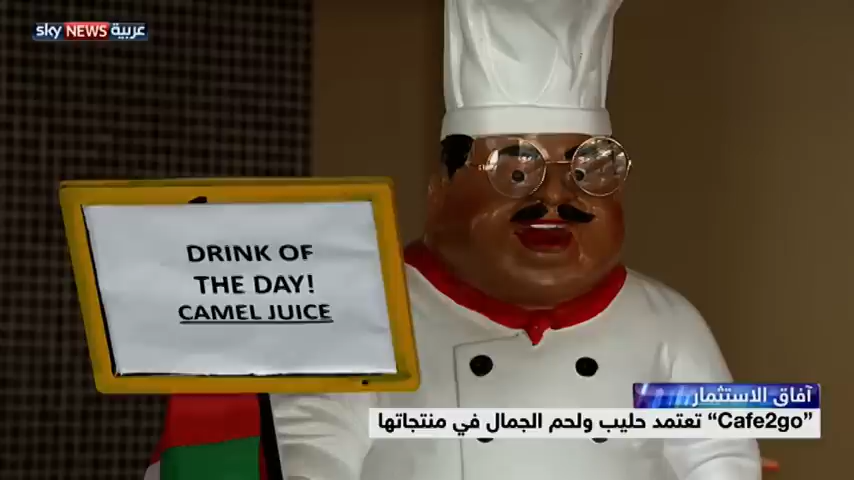 sky NEWS عربية
DRINK OF
THE DAY!
CAMEL JUICE
آفاق الاستثمار
"Cafe2go" تعتمد حليب ولحم الجمال في منتجاتها